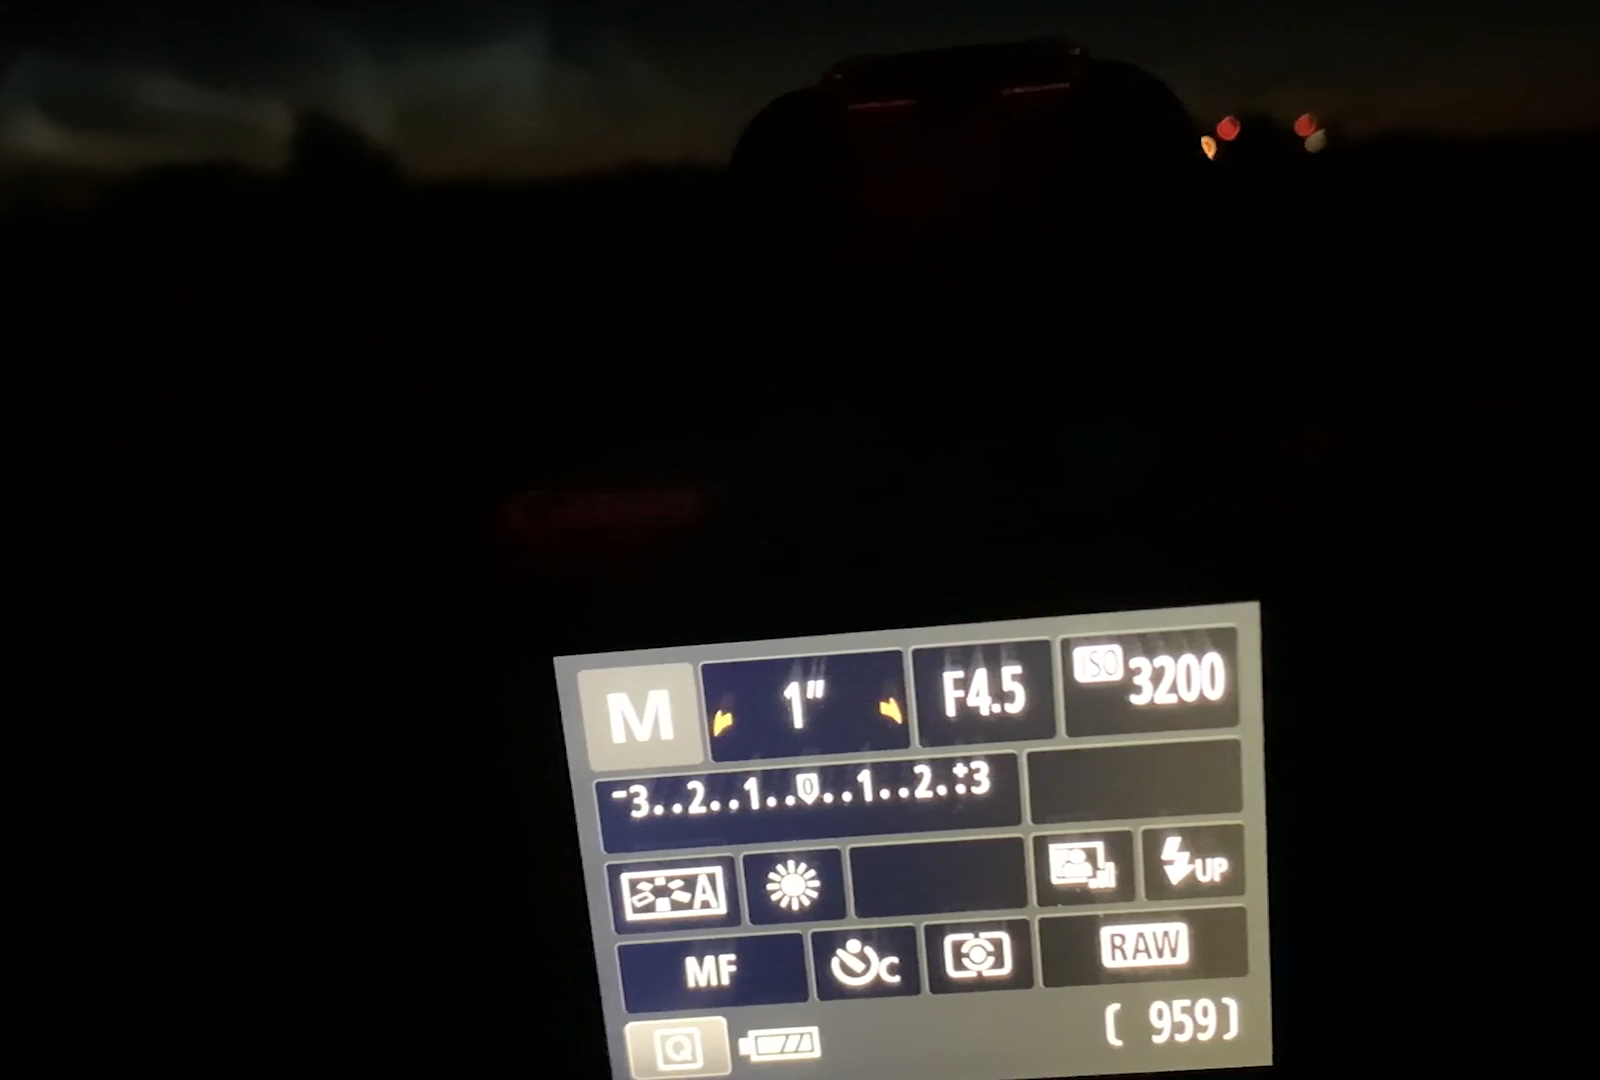 M 1" F4.5 ISO 3200
-3..2..1..0..1..2.:+3
A
UP
MF C RAW
Q [ 959]